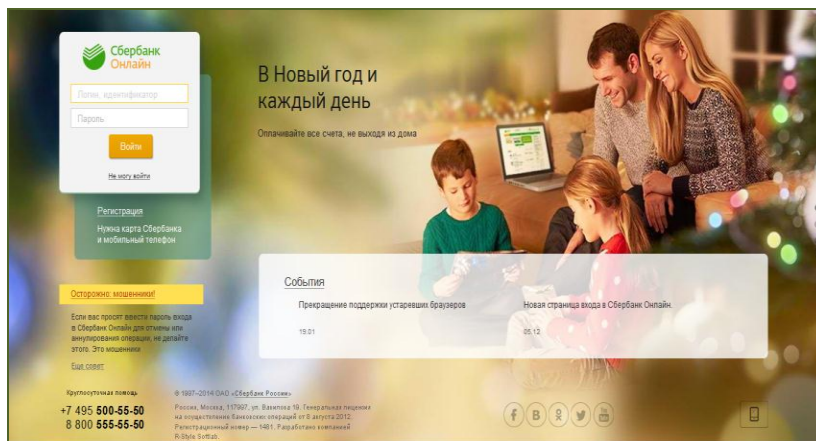 Сбербанк
Онлайн
Логин, идентификатор
Пароль
Войти
Не могу войти
Регистрация
Нужна карта Сбербанка
и мобильный телефон
В Новый год и
каждый день
Оплачивайте все счета, не выходя из дома
События
Прекращение поддержки устаревших браузеров
19.01
Новая страница входа в Сбербанк Онлайн.
05.12
Осторожно: мошенники!
Если вас просят ввести пароль входа
в Сбербанк Онлайн для отмены или
аннулирования операции, не делайте
этого. Это мошенники
Еще совет
Круглосуточная помощь
+7 495 500-55-50
8 800 555-55-50
© 1997–2014 ОАО «Сбербанк России»
Россия, Москва, 117997, ул. Вавилова 19. Генеральная лицензия
на осуществление банковских операций от 8 августа 2012.
Регистрационный номер — 1481. Разработано компанией
R-Style Softlab.